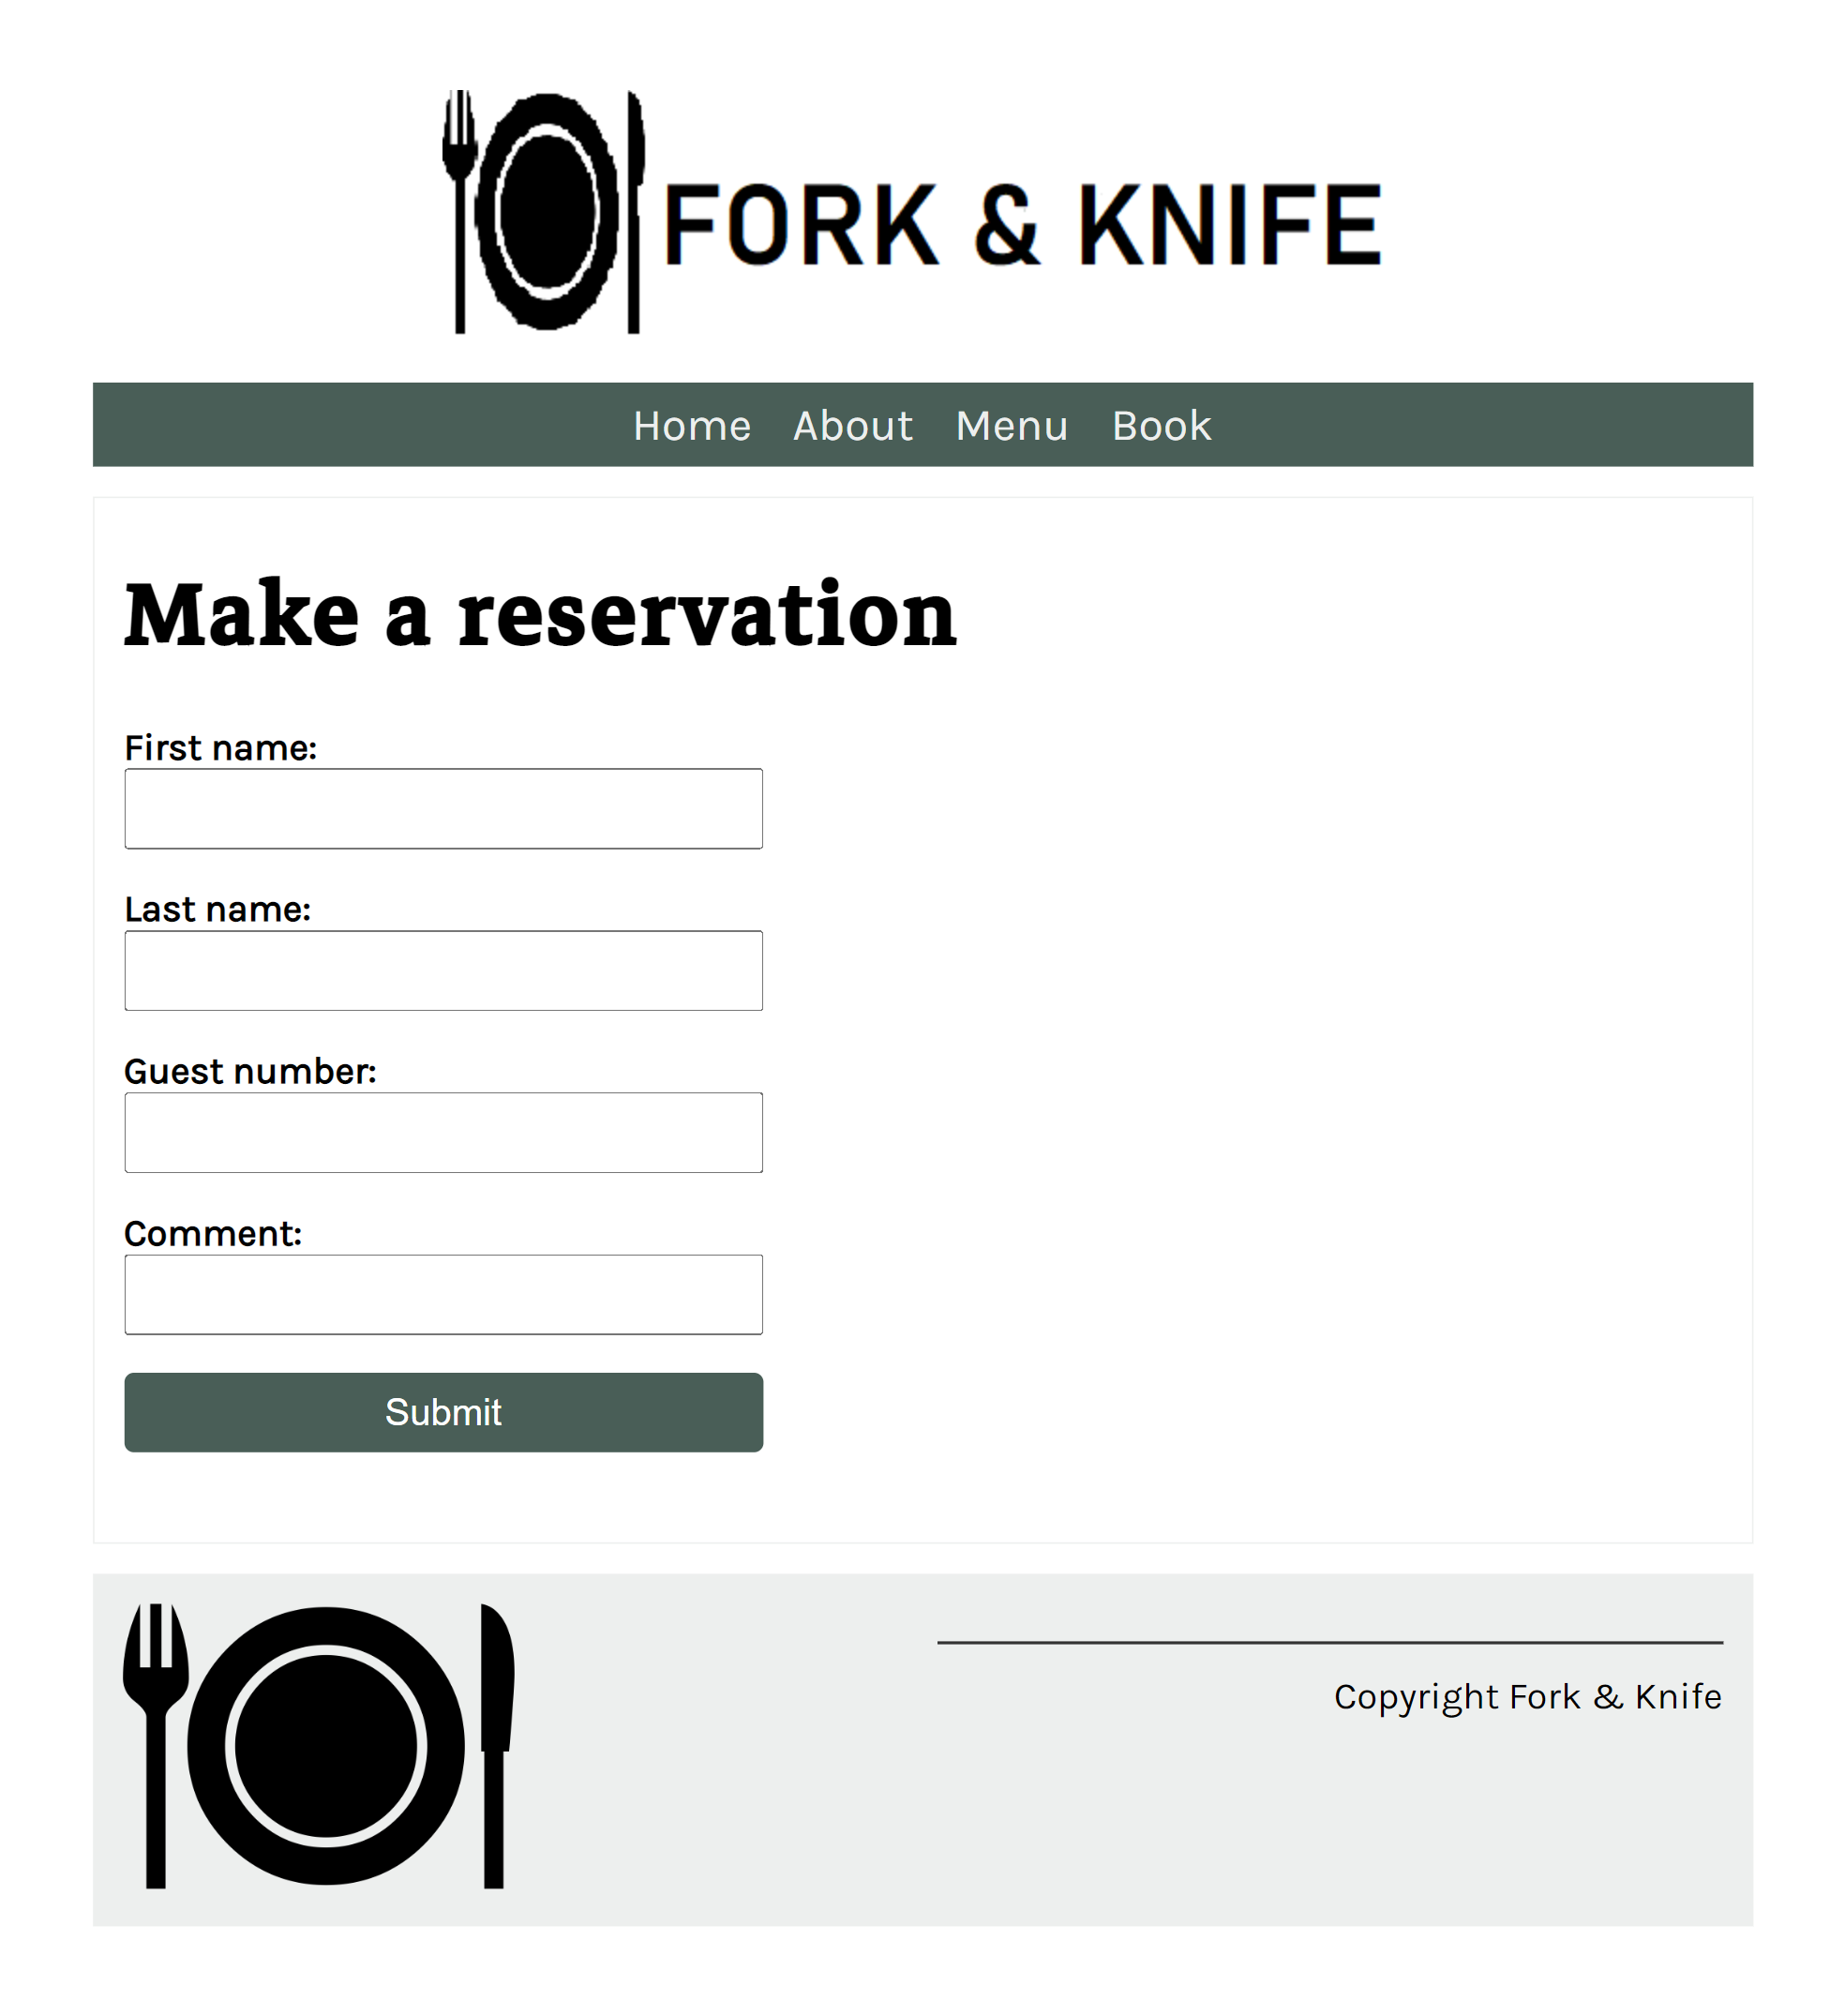 FORK & KNIFE
Home About Menu Book
Make a reservation
First name:
Last name:
Guest number:
Comment:
Submit
Copyright Fork & Knife